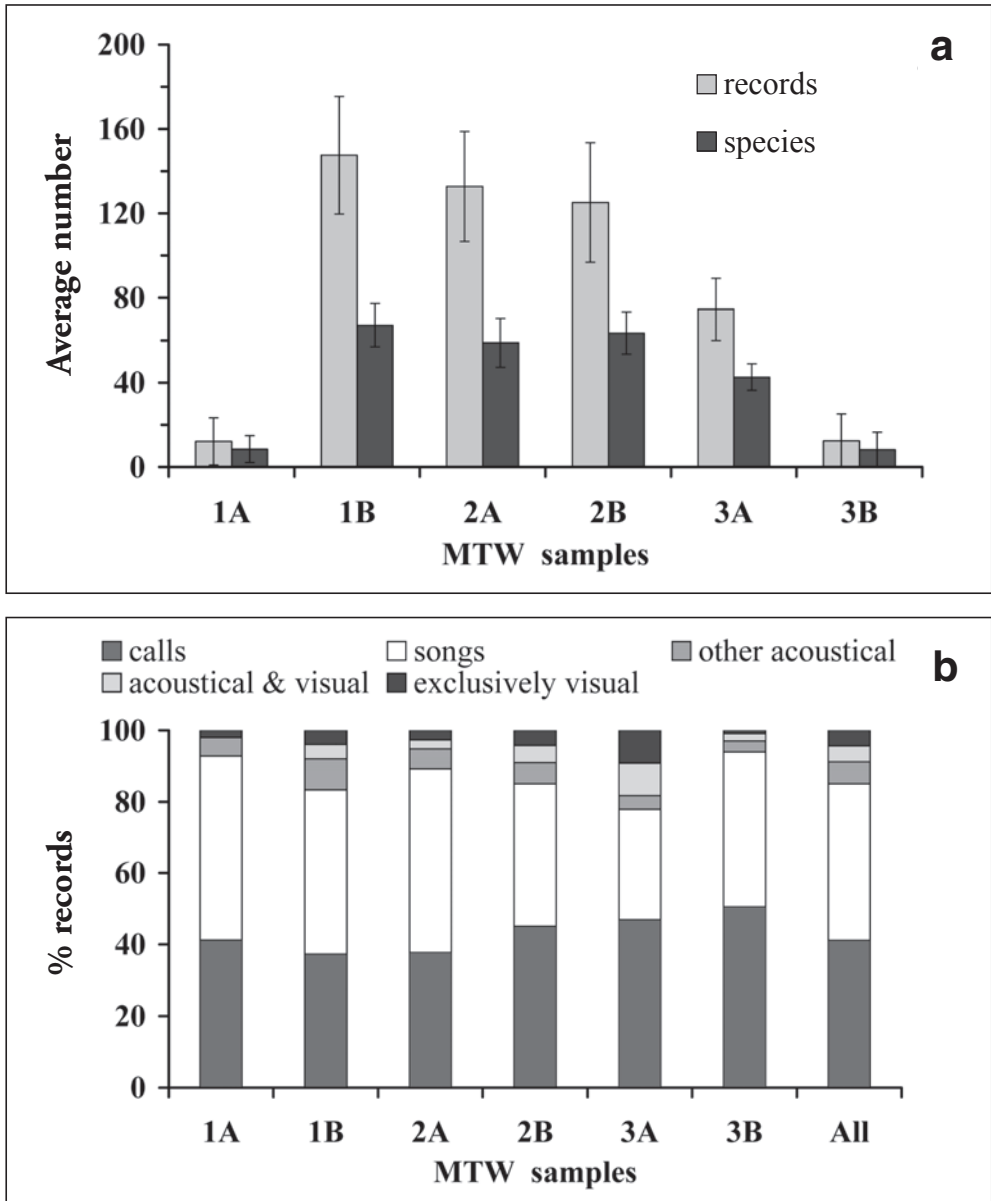 a
200
160
120
80
40
0
Average number
records
species
1A 1B 2A 2B 3A 3B
MTW samples
calls songs other acoustical
acoustical & visual exclusively visual
b
100
80
60
40
20
0
% records
1A 1B 2A 2B 3A 3B All
MTW samples